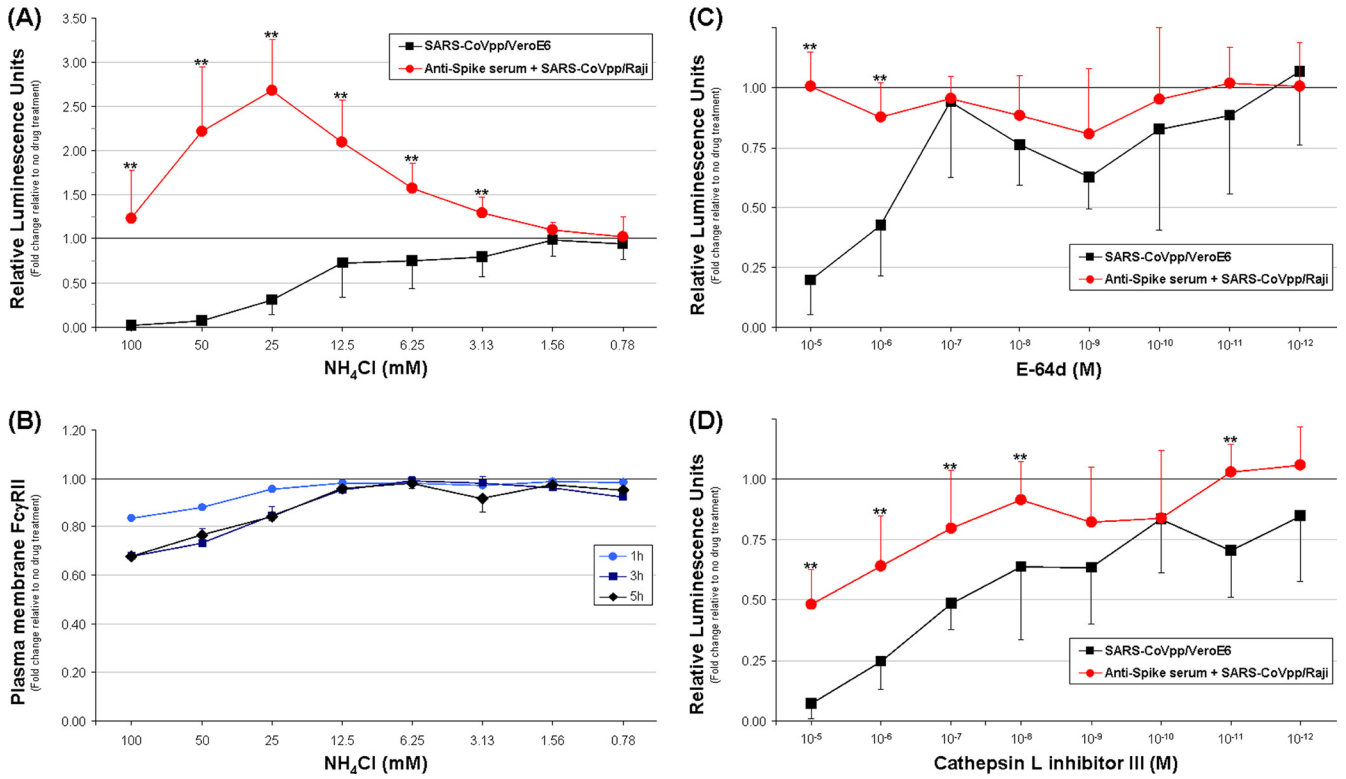 (A)
Relative Luminescence Units
(Fold change relative to no drug treatment)
3.50
3.00
2.50
2.00
1.50
1.00
0.50
0.00
**
**
**
**
**
**
SARS-CoVpp/VeroE6
Anti-Spike serum + SARS-CoVpp/Raji
100 50 25 12.5 6.25 3.13 1.56 0.78
NH₄Cl (mM)
(B)
Plasma membrane FcγRII
(Fold change relative to no drug treatment)
1.20
1.00
0.80
0.60
0.40
0.20
0.00
1h
3h
5h
100 50 25 12.5 6.25 3.13 1.56 0.78
NH₄Cl (mM)
(C)
Relative Luminescence Units
(Fold change relative to no drug treatment)
1.00
0.75
0.50
0.25
0.00
**
**
SARS-CoVpp/VeroE6
Anti-Spike serum + SARS-CoVpp/Raji
10⁻⁵ 10⁻⁶ 10⁻⁷ 10⁻⁸ 10⁻⁹ 10⁻¹⁰ 10⁻¹¹ 10⁻¹²
E-64d (M)
(D)
Relative Luminescence Units
(Fold change relative to no drug treatment)
1.00
0.75
0.50
0.25
0.00
**
**
**
**
**
SARS-CoVpp/VeroE6
Anti-Spike serum + SARS-CoVpp/Raji
10⁻⁵ 10⁻⁶ 10⁻⁷ 10⁻⁸ 10⁻⁹ 10⁻¹⁰ 10⁻¹¹ 10⁻¹²
Cathepsin L inhibitor III (M)